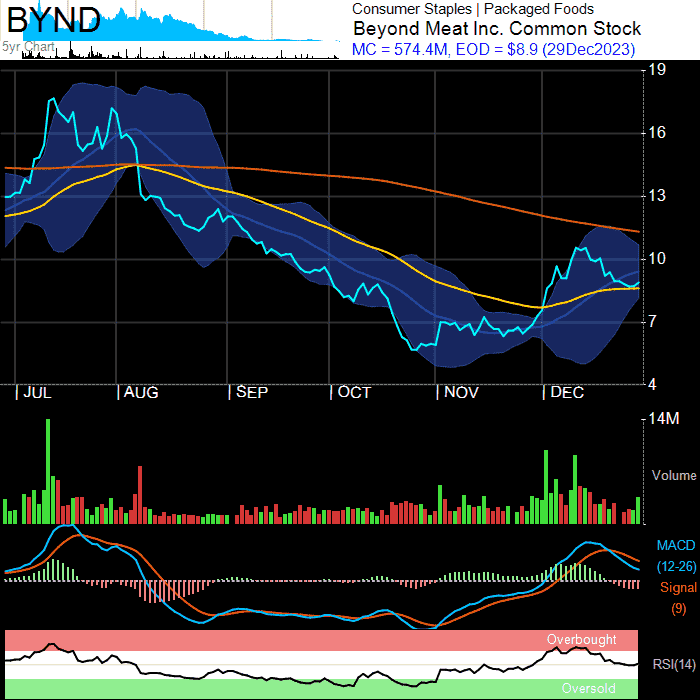 BYND
5yr Chart
Consumer Staples | Packaged Foods
Beyond Meat Inc. Common Stock
MC = 574.4M, EOD = $8.9 (29Dec2023)
19
16
13
10
7
4
| JUL | AUG | SEP | OCT | NOV | DEC
14M
Volume
MACD
(12-26)
Signal
(9)
Overbought
RSI(14)
Oversold